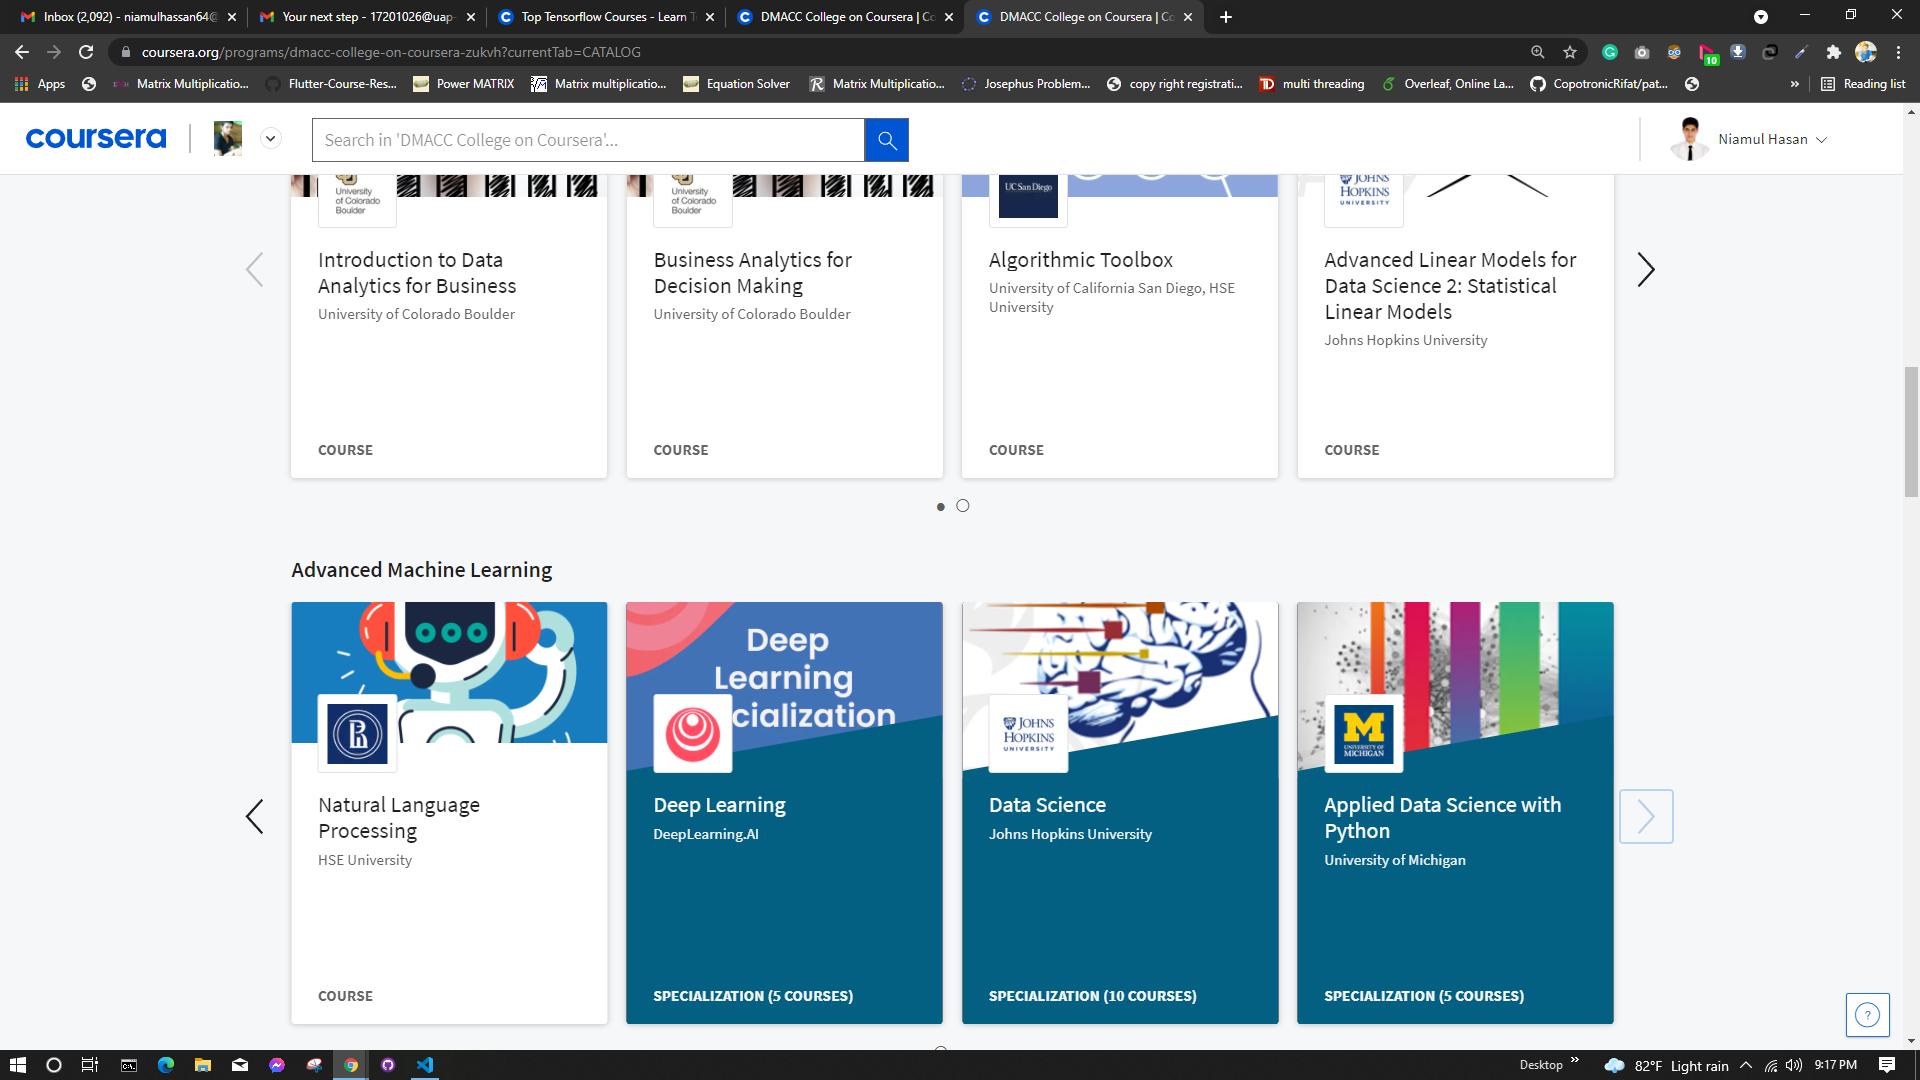 Inbox (2,092) - niamulhassan64@
Your next step - 17201026@uap-
Top Tensorflow Courses - Learn T
DMACC College on Coursera | Co
DMACC College on Coursera | Co
coursera.org/programs/dmacc-college-on-coursera-zukvh?currentTab=CATALOG
10
Apps
Matrix Multiplicatio...
Flutter-Course-Res...
Power MATRIX
Matrix multiplicatio...
Equation Solver
Matrix Multiplicatio...
Josephus Problem...
copy right registrati...
multi threading
Overleaf, Online La...
CopotronicRifat/pat...
Reading list
coursera
Search in 'DMACC College on Coursera'...
Niamul Hasan
University of Colorado Boulder
University of Colorado Boulder
UC San Diego
JOHNS HOPKINS UNIVERSITY
Introduction to Data
Analytics for Business
University of Colorado Boulder
COURSE
Business Analytics for
Decision Making
University of Colorado Boulder
COURSE
Algorithmic Toolbox
University of California San Diego, HSE
University
COURSE
Advanced Linear Models for
Data Science 2: Statistical
Linear Models
Johns Hopkins University
COURSE
Advanced Machine Learning
Natural Language
Processing
HSE University
COURSE
Deep
Learning
cialization
Deep Learning
DeepLearning.AI
SPECIALIZATION (5 COURSES)
JOHNS
HOPKINS
UNIVERSITY
Data Science
Johns Hopkins University
SPECIALIZATION (10 COURSES)
M
UNIVERSITY OF
MICHIGAN
Applied Data Science with
Python
University of Michigan
SPECIALIZATION (5 COURSES)
?
Desktop
82°F Light rain
9:17 PM